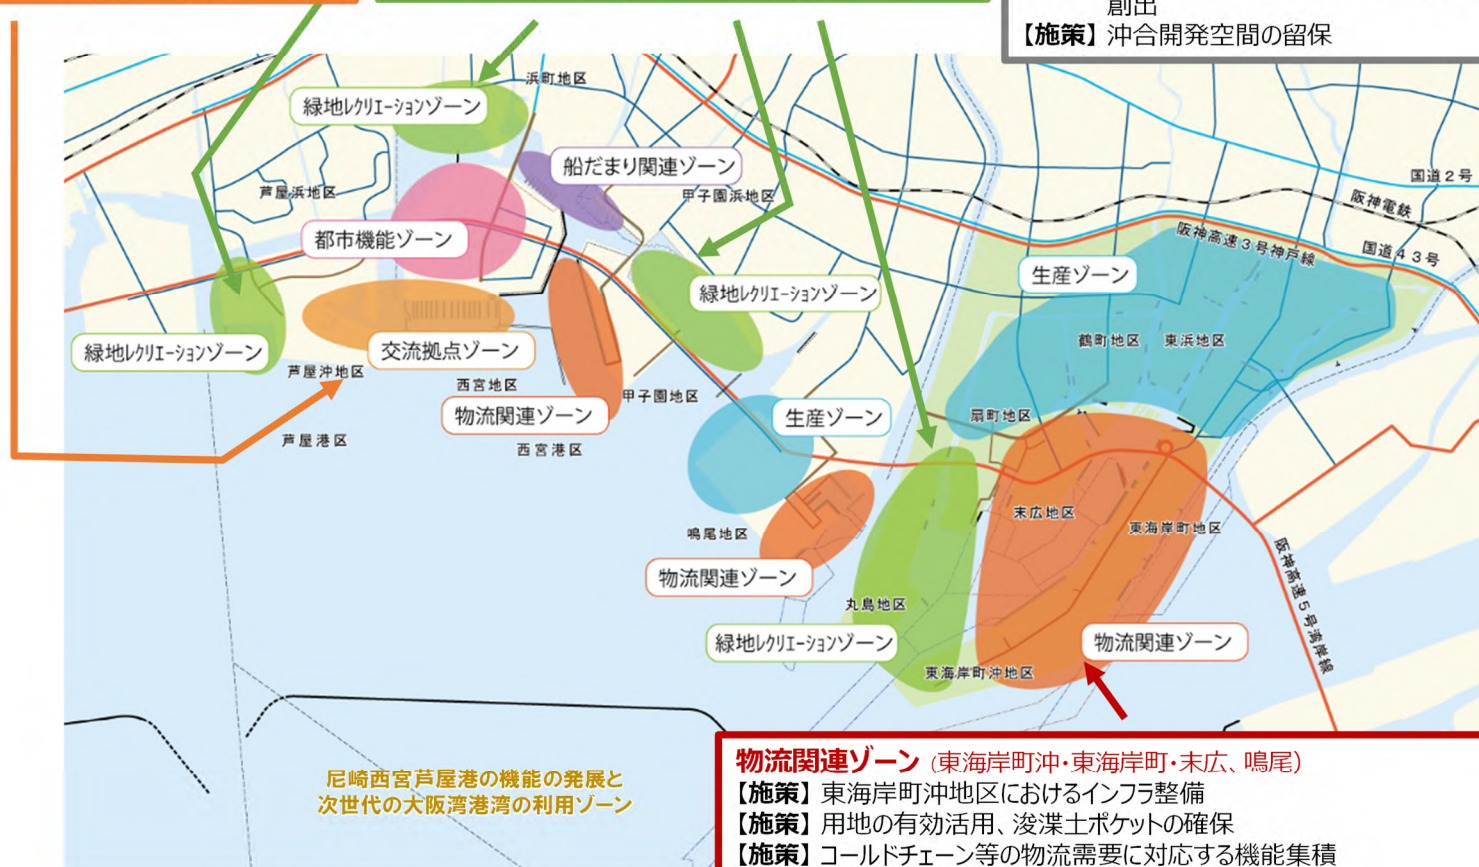 創出
【施策】沖合開発空間の留保
浜町地区
緑地レクリエーションゾーン
船だまり関連ゾーン
国道2号
芦屋浜地区
甲子園浜地区
阪神電鉄
都市機能ゾーン
阪神高速3号神戸線
国道43号
生産ゾーン
緑地レクリエーションゾーン
緑地レクリエーションゾーン
交流拠点ゾーン
鶴町地区
東浜地区
芦屋沖地区
西宮地区
甲子園地区
物流関連ゾーン
生産ゾーン
扇町地区
芦屋港区
西宮港区
末広地区
東海岸町地区
鳴尾地区
阪神高速5号湾岸線
物流関連ゾーン
丸島地区
緑地レクリエーションゾーン
物流関連ゾーン
東海岸町沖地区
尼崎西宮芦屋港の機能の発展と
次世代の大阪湾港湾の利用ゾーン
物流関連ゾーン（東海岸町沖・東海岸町・末広、鳴尾）
【施策】東海岸町沖地区におけるインフラ整備
【施策】用地の有効活用、浚渫土ポケットの確保
【施策】コールドチェーン等の物流需要に対応する機能集積